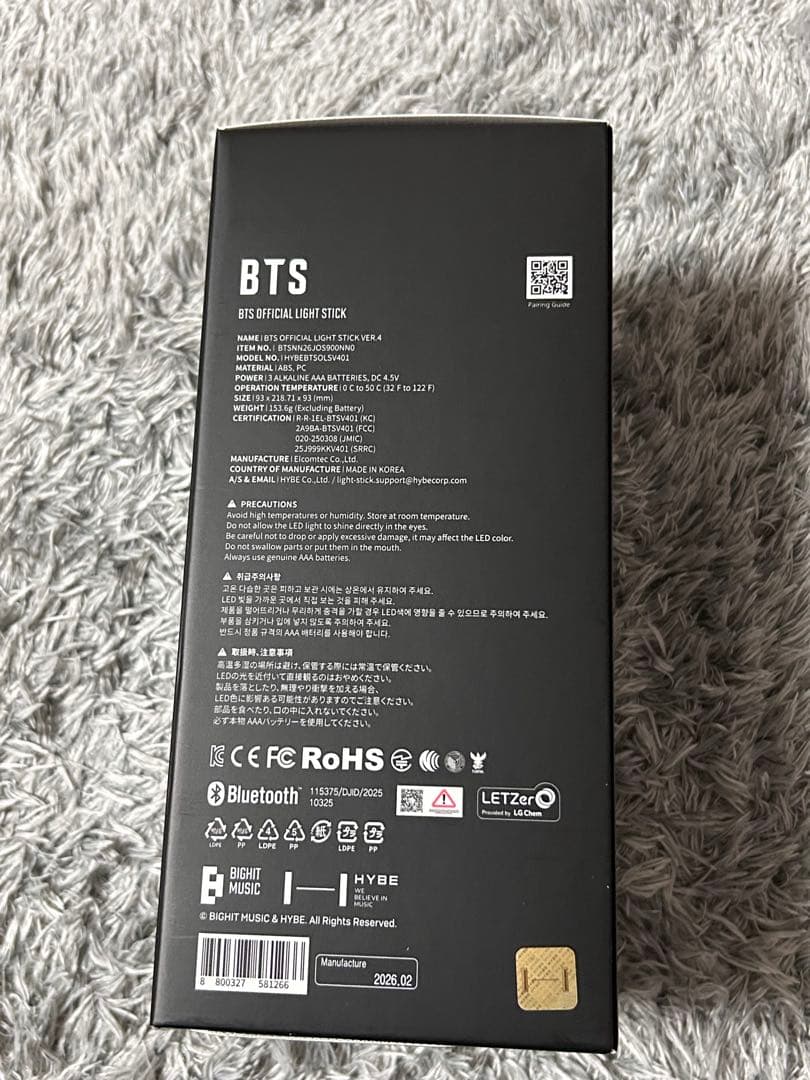 BTS
BTS OFFICIAL LIGHT STICK
Pairing Guide
NAME | BTS OFFICIAL LIGHT STICK VER.4
ITEM NO. | BTSNN26JOS900NN0
MODEL NO. | HYBEBTSOLSV401
MATERIAL | ABS, PC
POWER | 3 ALKALINE AAA BATTERIES, DC 4.5V
OPERATION TEMPERATURE | 0 C to 50 C (32 F to 122 F)
SIZE | 93 x 218.71 x 93 (mm)
WEIGHT | 153.6g (Excluding Battery)
CERTIFICATION | R-R-1EL-BTSV401 (KC)
2A9BA-BTSV401 (FCC)
020-250308 (JMIC)
25J999KKV401 (SRRC)
MANUFACTURE | Elcomtec Co.,Ltd.
COUNTRY OF MANUFACTURE | MADE IN KOREA
A/S & EMAIL | HYBE Co.,Ltd. / light-stick.support@hybecorp.com
PRECAUTIONS
Avoid high temperatures or humidity. Store at room temperature.
Do not allow the LED light to shine directly in the eyes.
Be careful not to drop or apply excessive damage, it may affect the LED color.
Do not swallow parts or put them in the mouth.
Always use genuine AAA batteries.
취급주의사항
고온 다습한 곳은 피하고 보관 시에는 상온에서 유지하여 주세요.
LED 빛을 가까운 곳에서 직접 보는 것을 피해 주세요.
제품을 떨어뜨리거나 무리하게 충격을 가할 경우 LED색에 영향을 줄 수 있으므로 주의하여 주세요.
부품을 삼키거나 입에 넣지 않도록 주의하여 주세요.
반드시 정품 규격의 AAA 배터리를 사용해야 합니다.
取扱時、注意事項
高温多湿の場所は避け、保管する際には常温で保管ください。
LEDの光を近付いて直接観るのはおやめください。
製品を落としたり、無理やり衝撃を加える場合、
LED色に影響ある可能性がありますのでご注意ください。
部品を食べたり、口の中に入れないでください。
必ず本物 AAAバッテリーを使用してください。
CE FC RoHS
Bluetooth
115375/DJID/2025
10325
LETZero
Provided by LG Chem
LDPE
PP
4
LDPE
5
PP
紙
プラ
LDPE
プラ
PP
BIGHIT
MUSIC
HYBE
WE
BELIEVE IN
MUSIC
© BIGHIT MUSIC & HYBE. All Rights Reserved.
8 800327 581266
Manufacture
2026.02